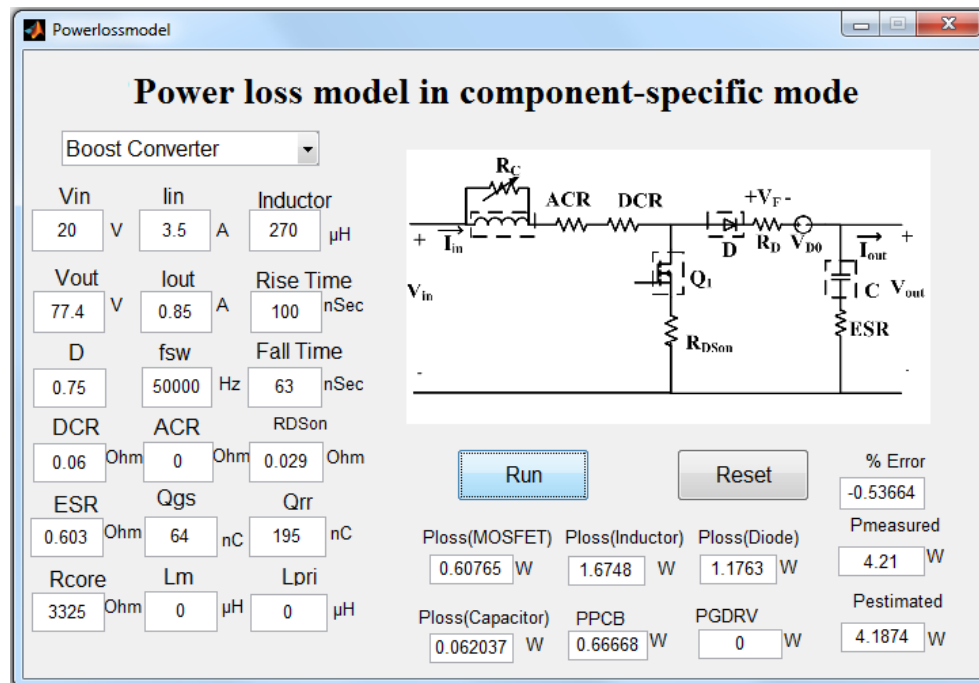 Powerlossmodel
Power loss model in component-specific mode
Boost Converter
Vin Iin Inductor
20 V 3.5 A 270 µH
Vout Iout Rise Time
77.4 V 0.85 A 100 nSec
D fsw Fall Time
0.75 50000 Hz 63 nSec
DCR ACR RDSon
0.06 Ohm 0 Ohm 0.029 Ohm
ESR Qgs Qrr
0.603 Ohm 64 nC 195 nC
Rcore Lm Lpri
3325 Ohm 0 µH 0 µH
RC
ACR DCR +VF -
+ Iin D RD VD0 Iout +
Vin Q1 C Vout
RDSon ESR
- -
Run Reset
% Error
-0.53664
Ploss(MOSFET) Ploss(Inductor) Ploss(Diode) Pmeasured
0.60765 W 1.6748 W 1.1763 W 4.21 W
Ploss(Capacitor) PPCB PGDRV Pestimated
0.062037 W 0.66668 W 0 W 4.1874 W